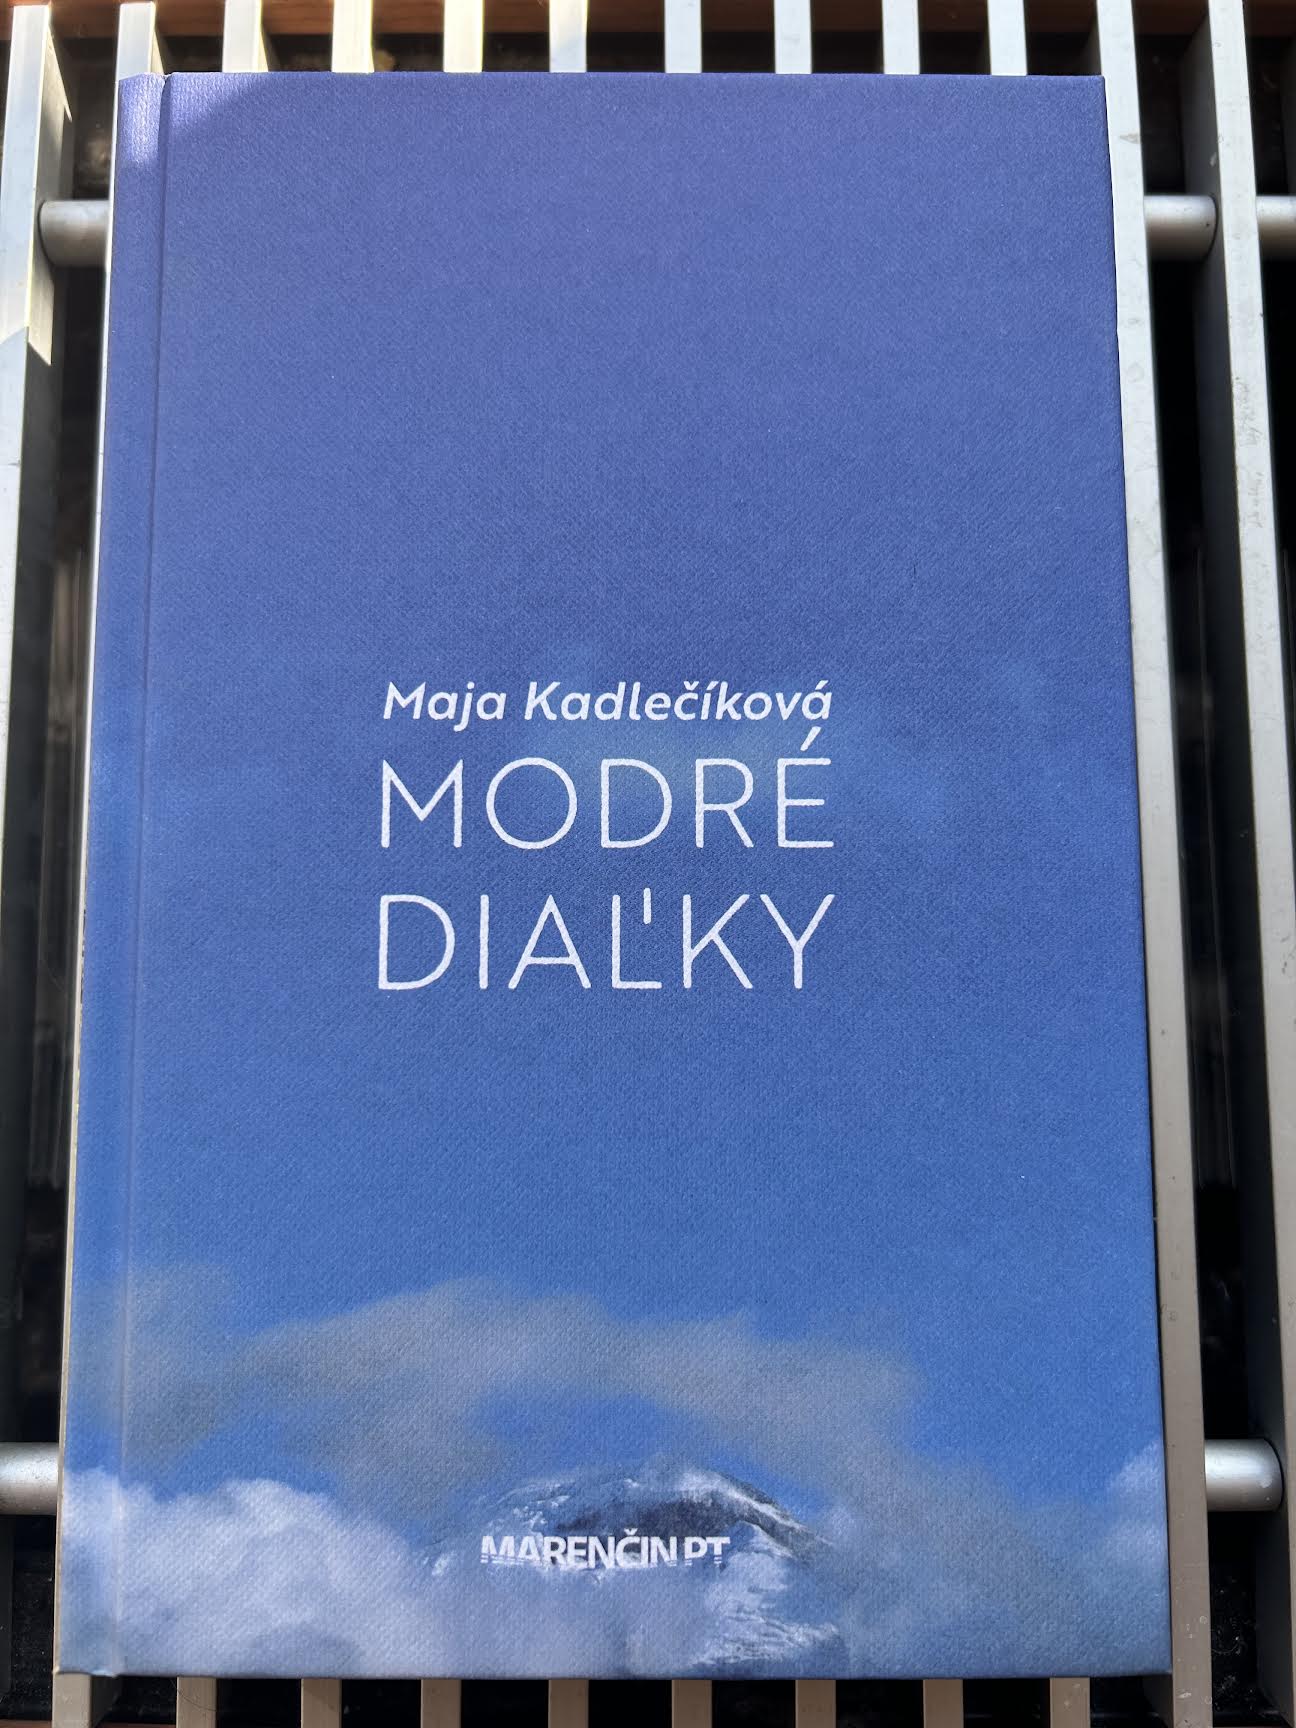 Maja Kadlečíková
MODRÉ
DIAĽKY
MARENČIN PT